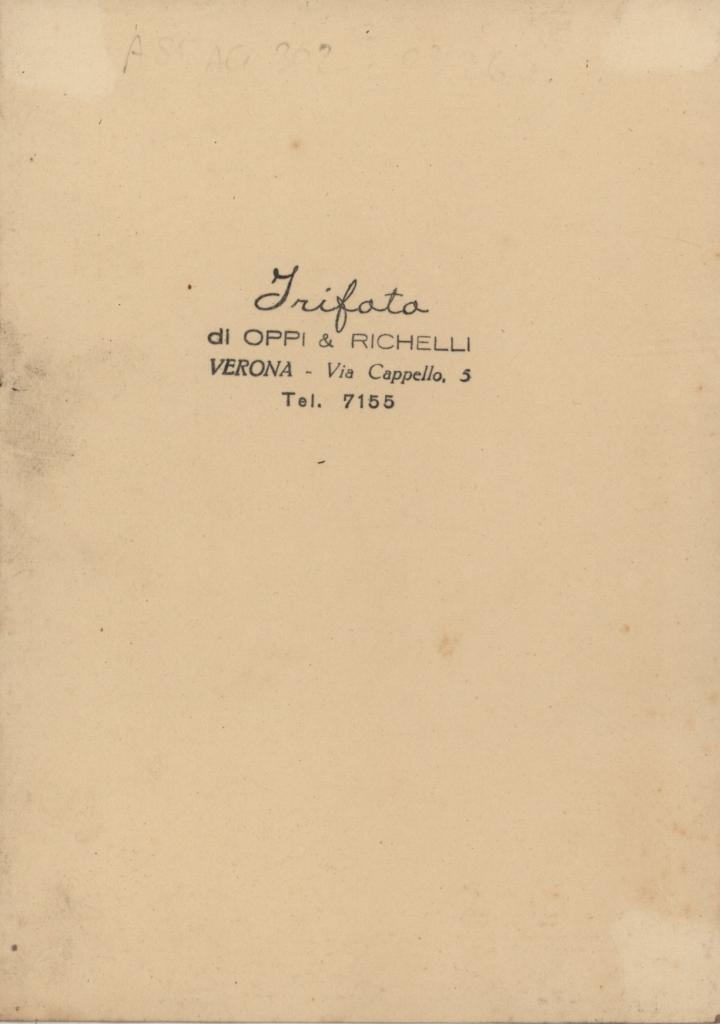 Trifoto
di OPPI & RICHELLI
VERONA - Via Cappello, 5
Tel. 7155